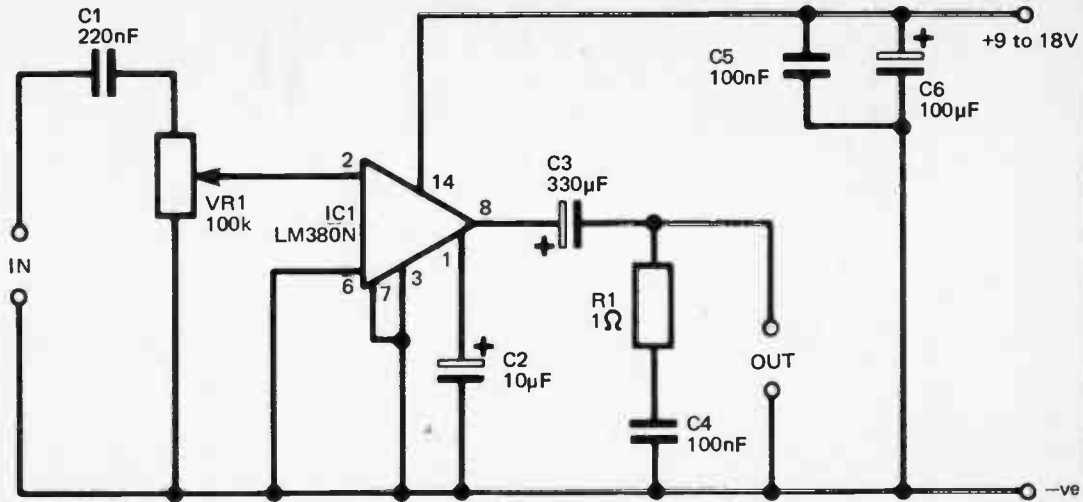 C1
220nF
+9 to 18V
C5
100nF
C6
100µF
2
14
C3
330µF
VR1
100k
IC1
LM380N
8
IN
1
6
7
3
R1
1Ω
C2
10µF
OUT
C4
100nF
−ve